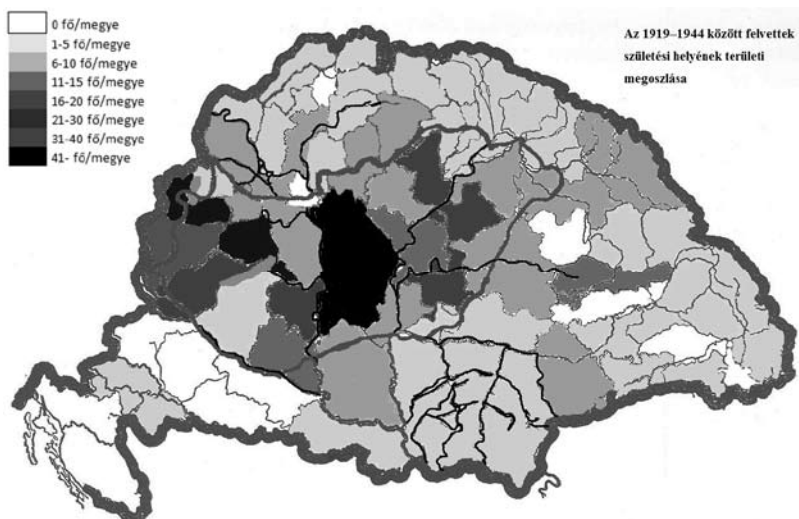 0 fő/megye
1-5 fő/megye
6-10 fő/megye
11-15 fő/megye
16-20 fő/megye
21-30 fő/megye
31-40 fő/megye
41- fő/megye
Az 1919–1944 között felvettek
születési helyének területi
megoszlása